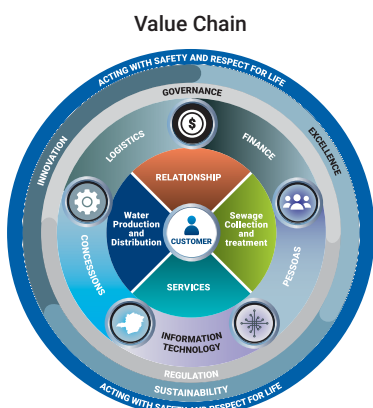 Value Chain
ACTING WITH SAFETY AND RESPECT FOR LIFE
GOVERNANCE
INNOVATION
EXCELLENCE
LOGISTICS
$
FINANCE
RELATIONSHIP
Water
Production
and
Distribution
CUSTOMER
Sewage
Collection
and
treatment
CONCESSIONS
PESSOAS
SERVICES
INFORMATION
TECHNOLOGY
REGULATION
SUSTAINABILITY
ACTING WITH SAFETY AND RESPECT FOR LIFE